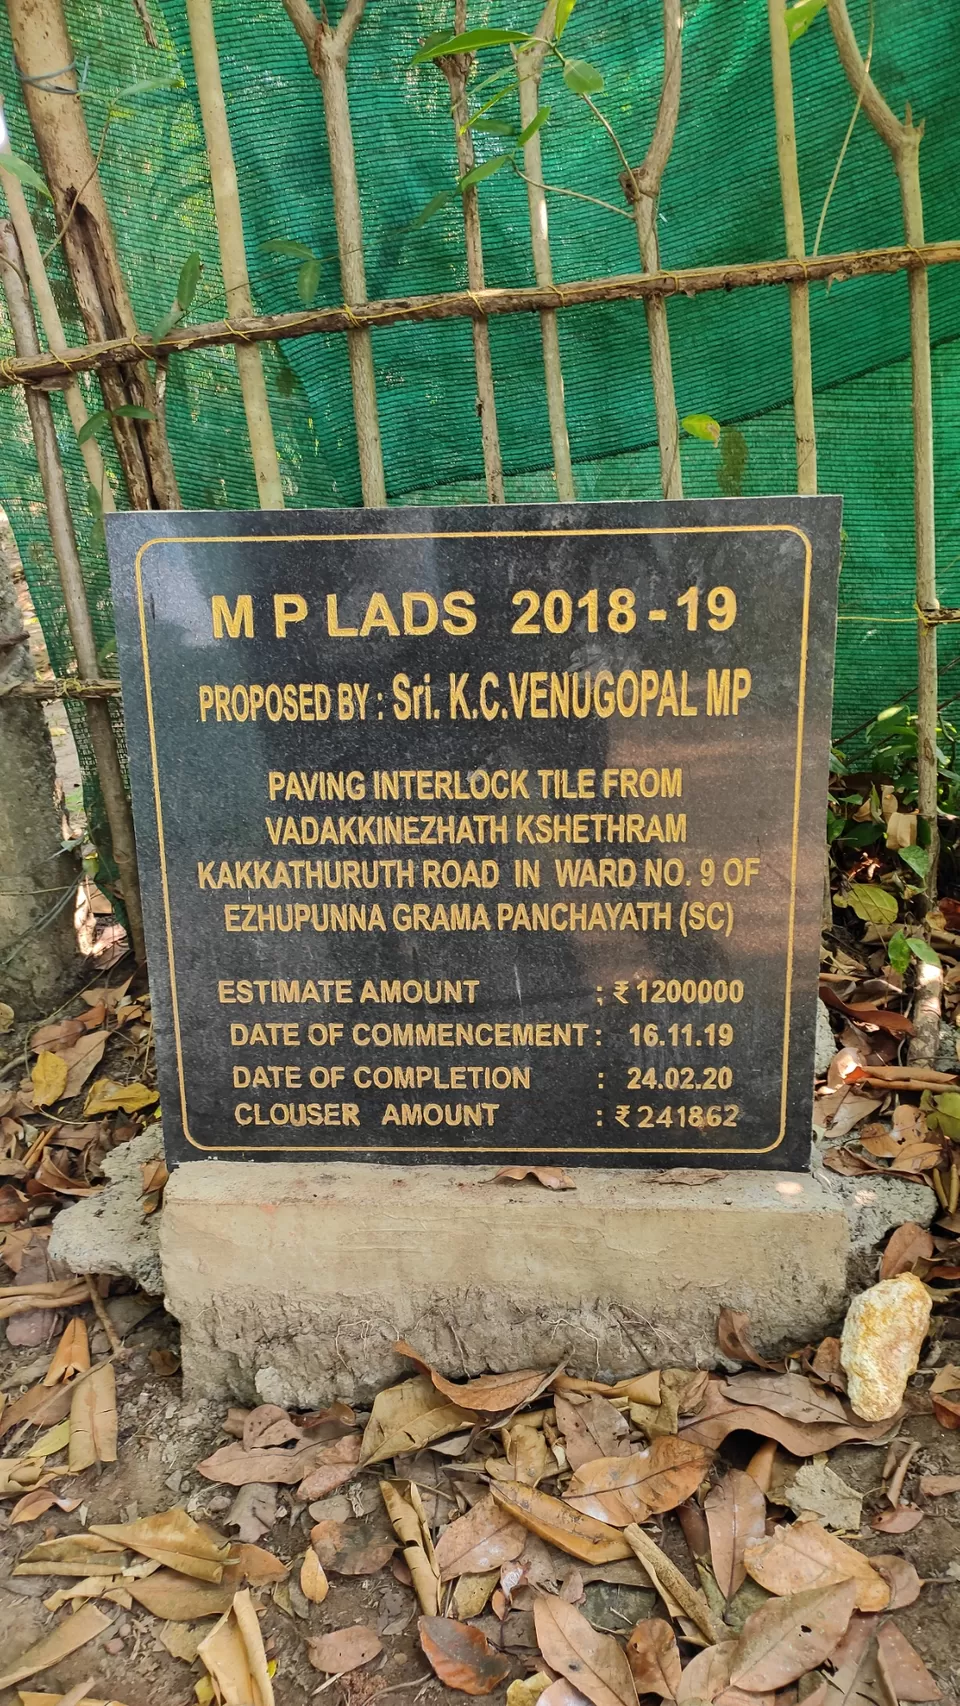 M P LADS 2018-19
PROPOSED BY : Sri. K.C.VENUGOPAL MP
PAVING INTERLOCK TILE FROM
VADAKKINEZHATH KSHETHRAM
KAKKATHURUTH ROAD IN WARD NO. 9 OF
EZHUPUNNA GRAMA PANCHAYATH (SC)
ESTIMATE AMOUNT : ₹ 1200000
DATE OF COMMENCEMENT : 16.11.19
DATE OF COMPLETION : 24.02.20
CLOUSER AMOUNT : ₹ 241862